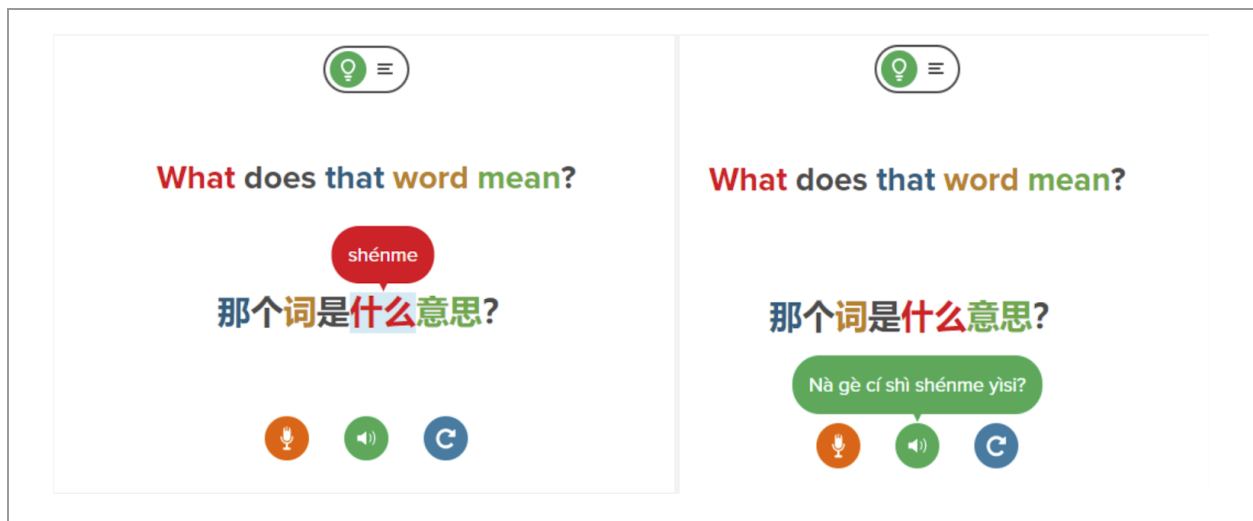 What does that word mean?
shénme
那个词是什么意思?
What does that word mean?
那个词是什么意思?
Nà gè cí shì shénme yìsi?